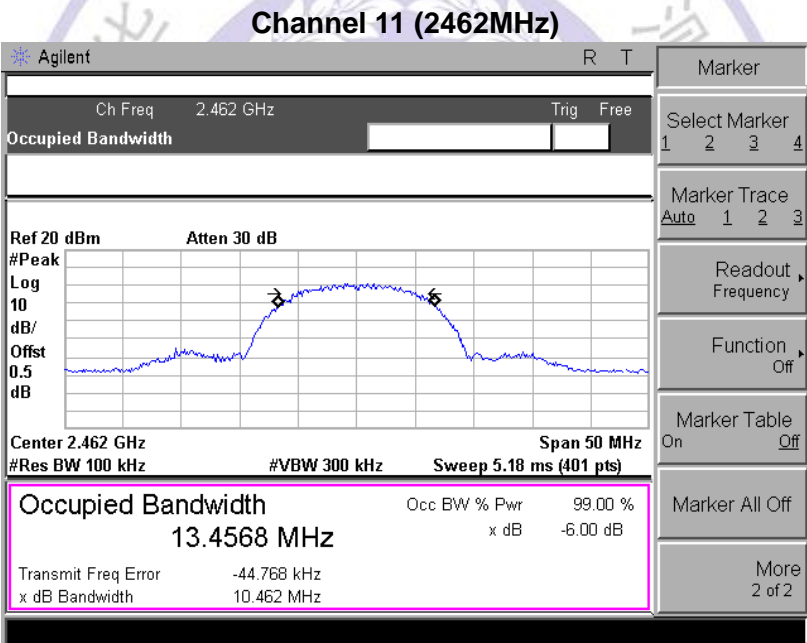 Channel 11 (2462MHz)
Agilent R T
Marker
Ch Freq 2.462 GHz Trig Free
Occupied Bandwidth
Select Marker
1 2 3 4
Marker Trace
Auto 1 2 3
Ref 20 dBm Atten 30 dB
#Peak
Log
10
dB/
Offst
0.5
dB
Readout
Frequency
Function
Off
Marker Table
On Off
Center 2.462 GHz Span 50 MHz
#Res BW 100 kHz #VBW 300 kHz Sweep 5.18 ms (401 pts)
Occupied Bandwidth Occ BW % Pwr 99.00 %
13.4568 MHz x dB -6.00 dB
Transmit Freq Error -44.768 kHz
x dB Bandwidth 10.462 MHz
Marker All Off
More
2 of 2